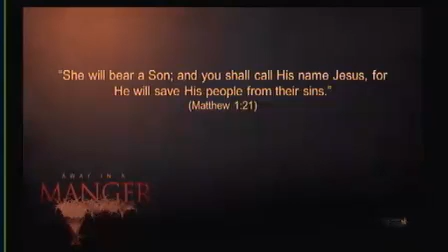 “She will bear a Son; and you shall call His name Jesus, for
He will save His people from their sins.”
(Matthew 1:21)
AWAY IN A
MANGER